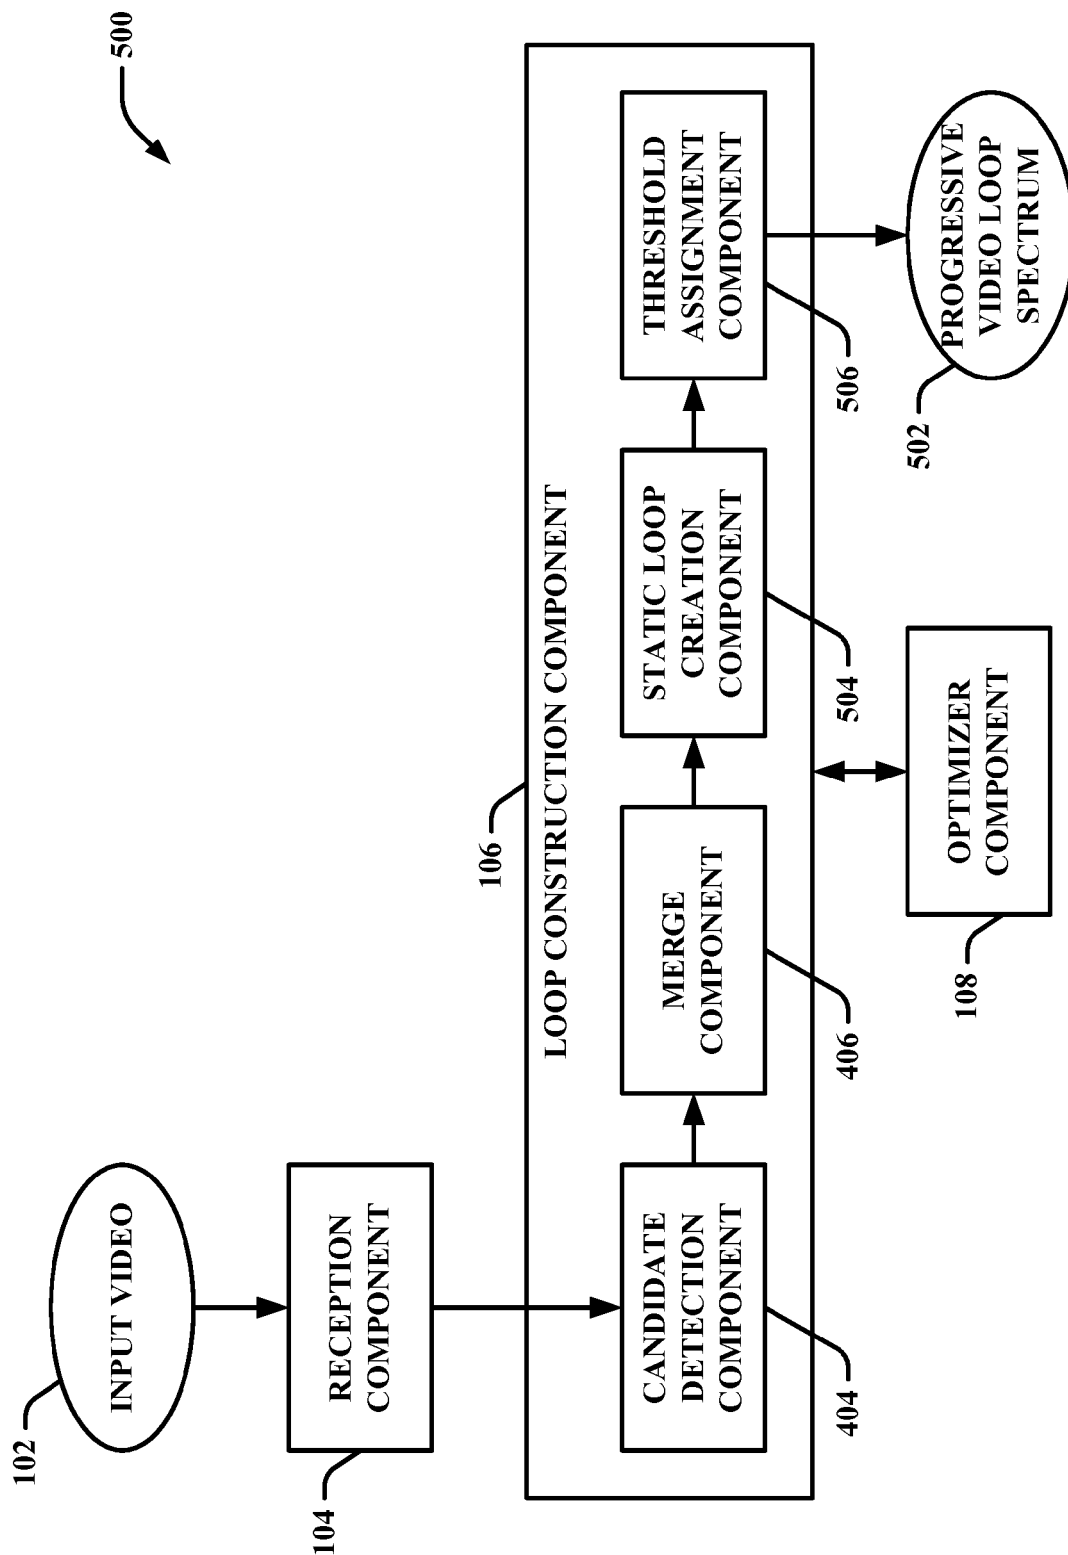 500
102
INPUT VIDEO
104
RECEPTION
COMPONENT
106
LOOP CONSTRUCTION COMPONENT
CANDIDATE
DETECTION
COMPONENT
404
MERGE
COMPONENT
406
STATIC LOOP
CREATION
COMPONENT
504
THRESHOLD
ASSIGNMENT
COMPONENT
506
108
OPTIMIZER
COMPONENT
502
PROGRESSIVE
VIDEO LOOP
SPECTRUM